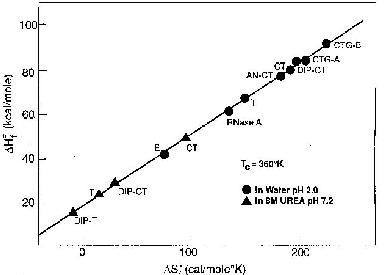 ΔH‡f (kcal/mole)
100
80
60
40
20
CTG-B
CTG-A
CT
DIP-CT
AN-CT
T
RNase A
E
CT
T
DIP-CT
DIP-T
Tc = 360°K
In Water pH 2.0
In 8M UREA pH 7.2
0
100
200
ΔS‡f (cal/mole°K)